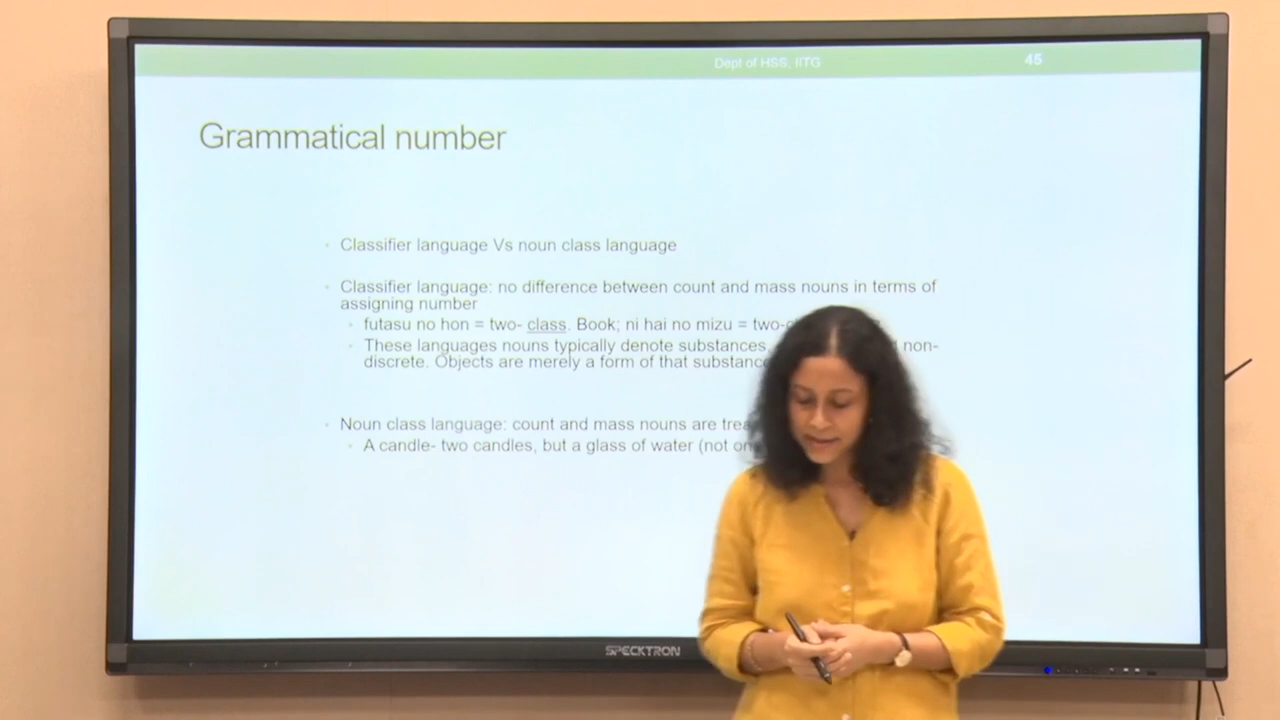 Dept of HSS, IITG
45
Grammatical number
Classifier language Vs noun class language
Classifier language: no difference between count and mass nouns in terms of
assigning number
futasu no hon = two- class. Book; ni hai no mizu = two-
These languages nouns typically denote substances, non-
discrete. Objects are merely a form of that substance
Noun class language: count and mass nouns are
A candle- two candles, but a glass of water (not
SPECKTRON